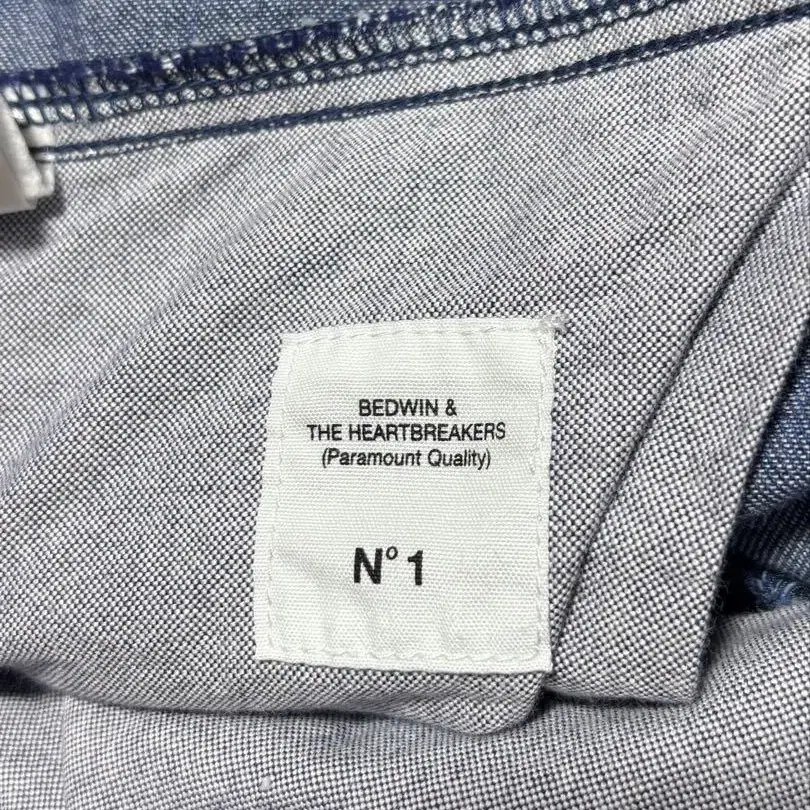 BEDWIN &
THE HEARTBREAKERS
(Paramount Quality)
N° 1